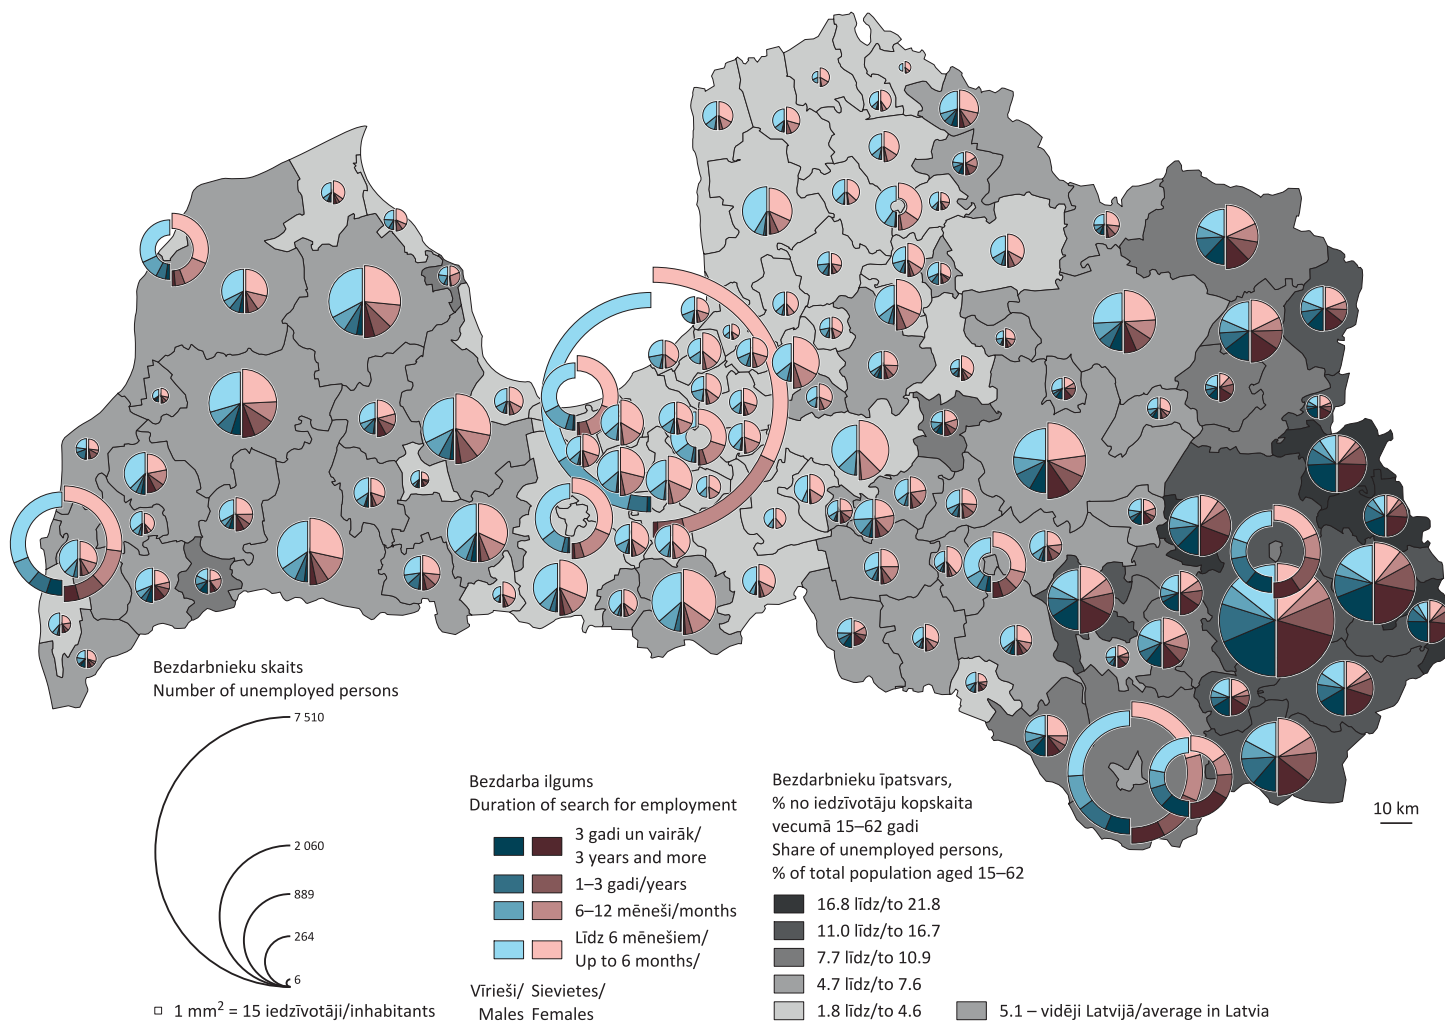 Bezdarbnieku skaits
Number of unemployed persons
7 510
2 060
889
264
6
1 mm² = 15 iedzīvotāji/inhabitants
Bezdarba ilgums
Duration of search for employment
3 gadi un vairāk/
3 years and more
1–3 gadi/years
6–12 mēneši/months
Līdz 6 mēnešiem/
Up to 6 months/
Vīrieši/ Sievietes/
Males Females
Bezdarbnieku īpatsvars,
% no iedzīvotāju kopskaita
vecumā 15–62 gadi
Share of unemployed persons,
% of total population aged 15–62
16.8 līdz/to 21.8
11.0 līdz/to 16.7
7.7 līdz/to 10.9
4.7 līdz/to 7.6
1.8 līdz/to 4.6
5.1 – vidēji Latvijā/average in Latvia
10 km